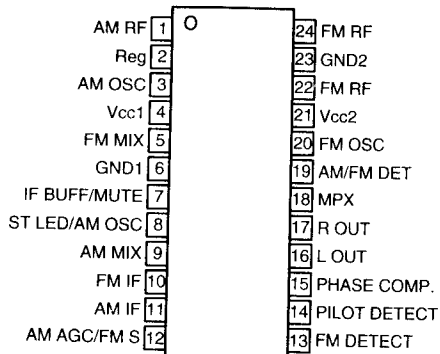 AM RF 1 O 24 FM RF
Reg 2 23 GND2
AM OSC 3 22 FM RF
Vcc1 4 21 Vcc2
FM MIX 5 20 FM OSC
GND1 6 19 AM/FM DET
IF BUFF/MUTE 7 18 MPX
ST LED/AM OSC 8 17 R OUT
AM MIX 9 16 L OUT
FM IF 10 15 PHASE COMP.
AM IF 11 14 PILOT DETECT
AM AGC/FM S 12 13 FM DETECT